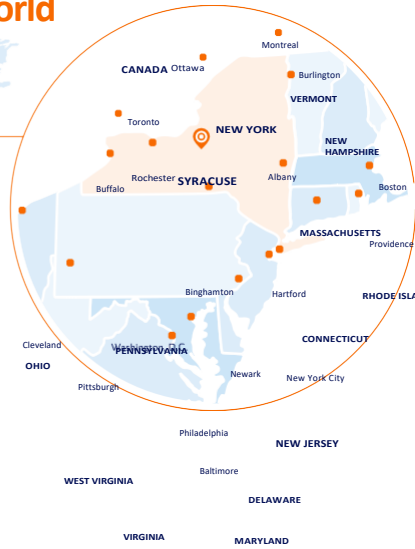 orld
Montreal
CANADA Ottawa
Burlington
VERMONT
Toronto
NEW YORK
NEW
HAMPSHIRE
Rochester SYRACUSE
Albany
Buffalo
Boston
MASSACHUSETTS
Providence
Binghamton
Hartford
RHODE ISLA
CONNECTICUT
Cleveland
Washington, D.C.
PENNSYLVANIA
OHIO
Newark
New York City
Pittsburgh
Philadelphia
NEW JERSEY
Baltimore
WEST VIRGINIA
DELAWARE
VIRGINIA
MARYLAND